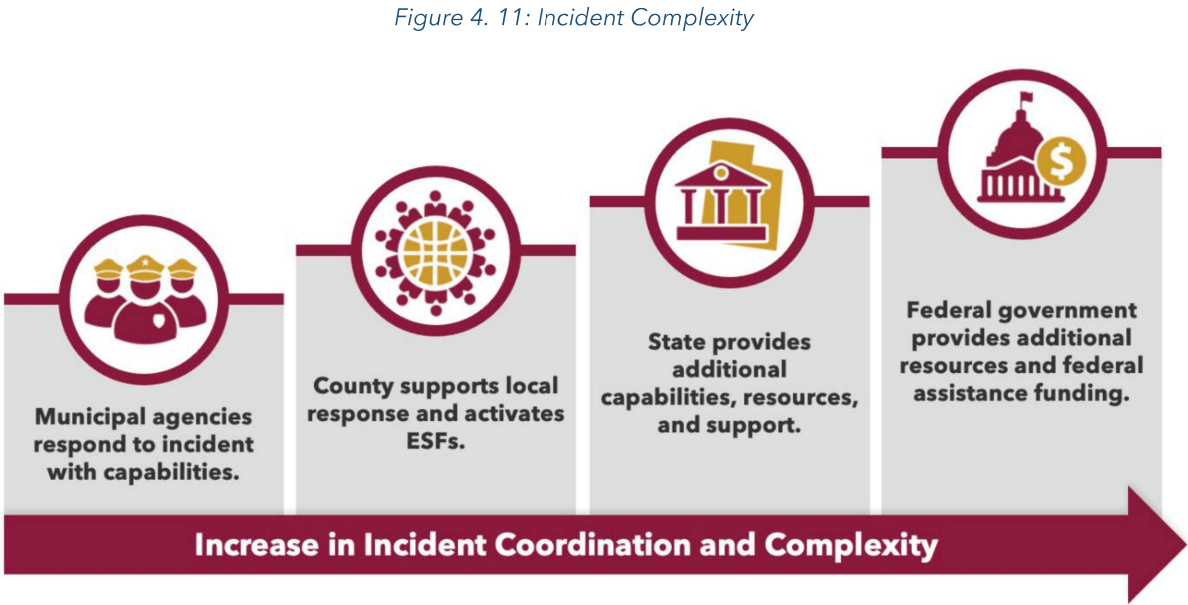 Figure 4. 11: Incident Complexity
Municipal agencies
respond to incident
with capabilities.
County supports local
response and activates
ESFs.
State provides
additional
capabilities, resources,
and support.
$
Federal government
provides additional
resources and federal
assistance funding.
Increase in Incident Coordination and Complexity